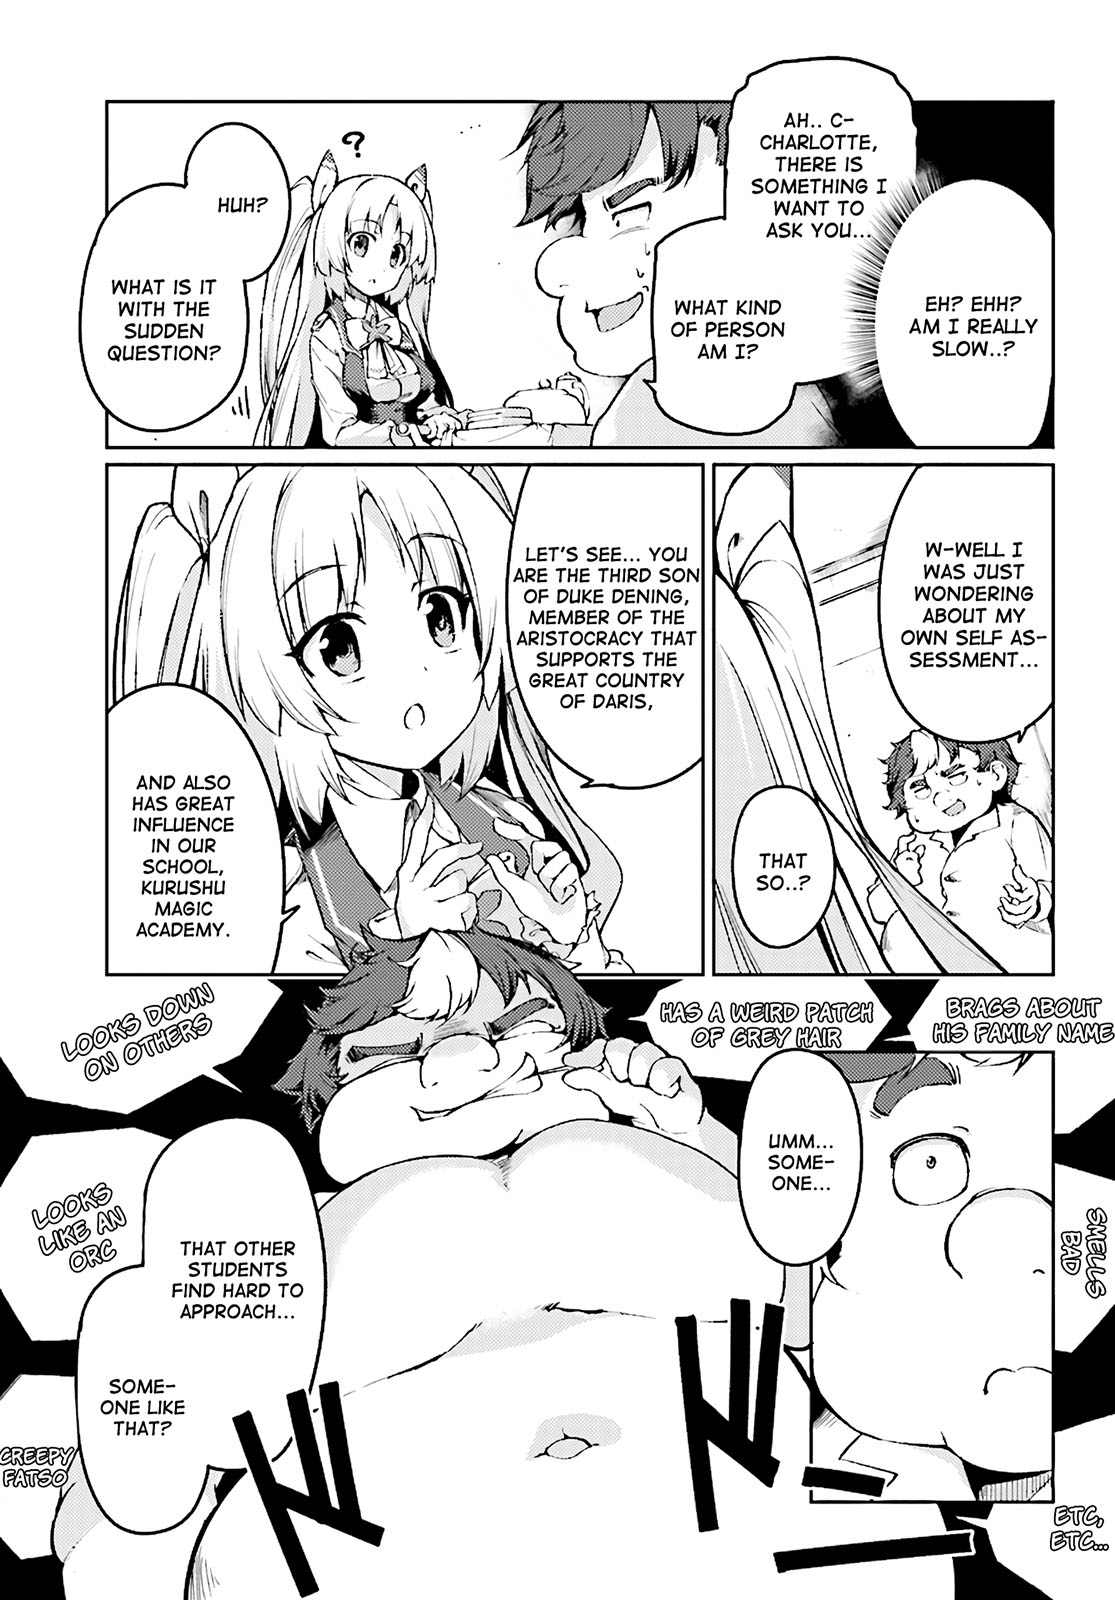 EH? EHH?
AM I REALLY
SLOW..?
AH.. C-
CHARLOTTE,
THERE IS
SOMETHING I
WANT TO
ASK YOU...
WHAT KIND
OF PERSON
AM I?
?
HUH?
WHAT IS IT
WITH THE
SUDDEN
QUESTION?
W-WELL I
WAS JUST
WONDERING
ABOUT MY
OWN SELF AS-
SESSMENT...
THAT
SO..?
LET'S SEE... YOU
ARE THE THIRD SON
OF DUKE DENING,
MEMBER OF THE
ARISTOCRACY THAT
SUPPORTS THE
GREAT COUNTRY
OF DARIS,
AND ALSO
HAS GREAT
INFLUENCE
IN OUR
SCHOOL,
KURUSHU
MAGIC
ACADEMY.
BRAGS ABOUT
HIS FAMILY NAME
HAS A WEIRD PATCH
OF GREY HAIR
LOOKS DOWN
ON OTHERS
UMM...
SOME-
ONE...
SMELLS
BAD
LOOKS
LIKE AN
ORC
THAT OTHER
STUDENTS
FIND HARD TO
APPROACH...
SOME-
ONE LIKE
THAT?
CREEPY
FATSO
ETC,
ETC...
ドドー